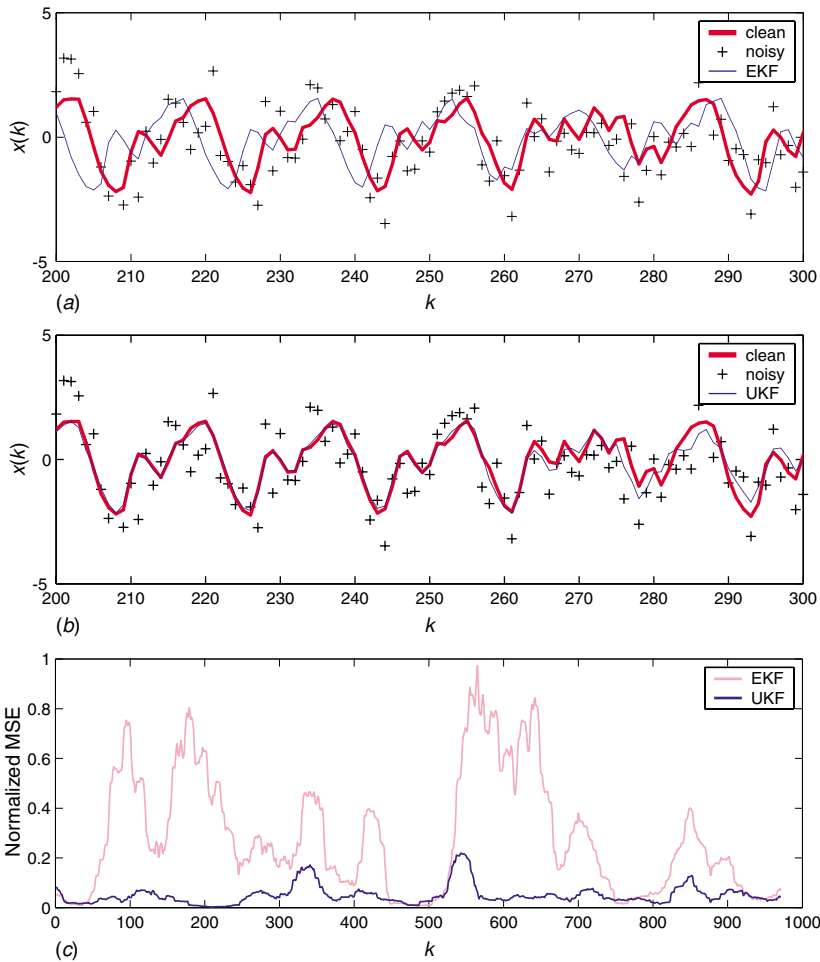 5
0
-5
x(k)
clean
noisy
EKF
200 210 220 230 240 250 260 270 280 290 300
(a) k
5
0
-5
x(k)
clean
noisy
UKF
200 210 220 230 240 250 260 270 280 290 300
(b) k
1
0.8
0.6
0.4
0.2
0
Normalized MSE
EKF
UKF
0 100 200 300 400 500 600 700 800 900 1000
(c) k